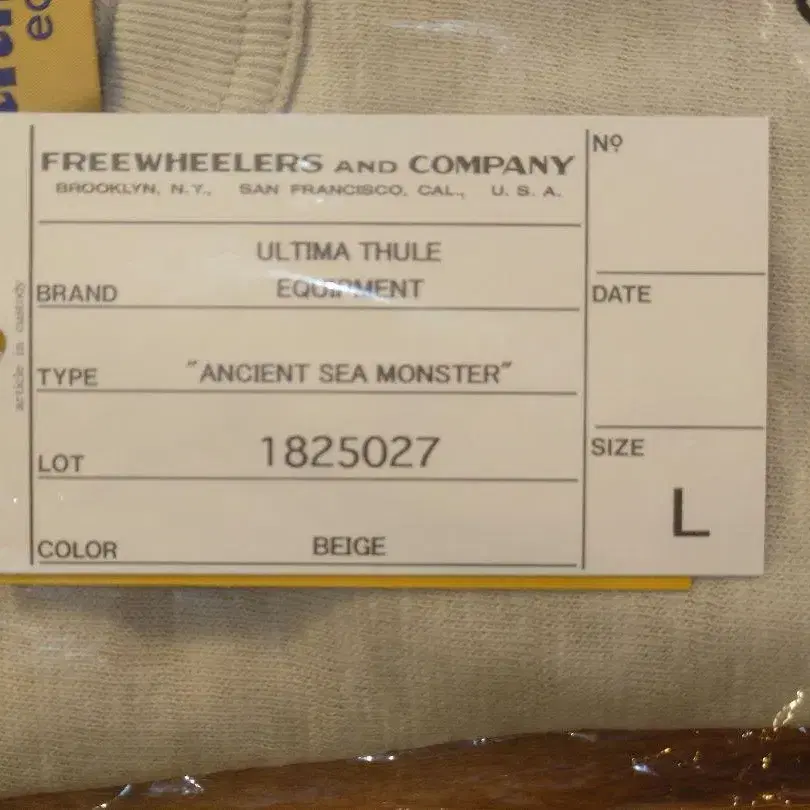 FREEWHEELERS AND COMPANY
BROOKLYN, N.Y., SAN FRANCISCO, CAL., U. S. A.
ULTIMA THULE
BRAND EQUIPMENT
TYPE "ANCIENT SEA MONSTER"
LOT 1825027
COLOR BEIGE
Nº
DATE
SIZE
L
article in custody